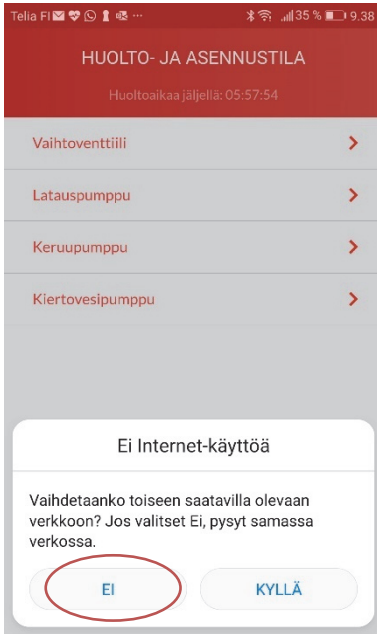 Telia FI ... 35 % 9.38
HUOLTO- JA ASENNUSTILA
Huoltoaikaa jäljellä: 05:57:54
Vaihtoventtiili
Latauspumppu
Keruupumppu
Kiertovesipumppu
Ei Internet-käyttöä
Vaihdetaanko toiseen saatavilla olevaan
verkkoon? Jos valitset Ei, pysyt samassa
verkossa.
EI KYLLÄ